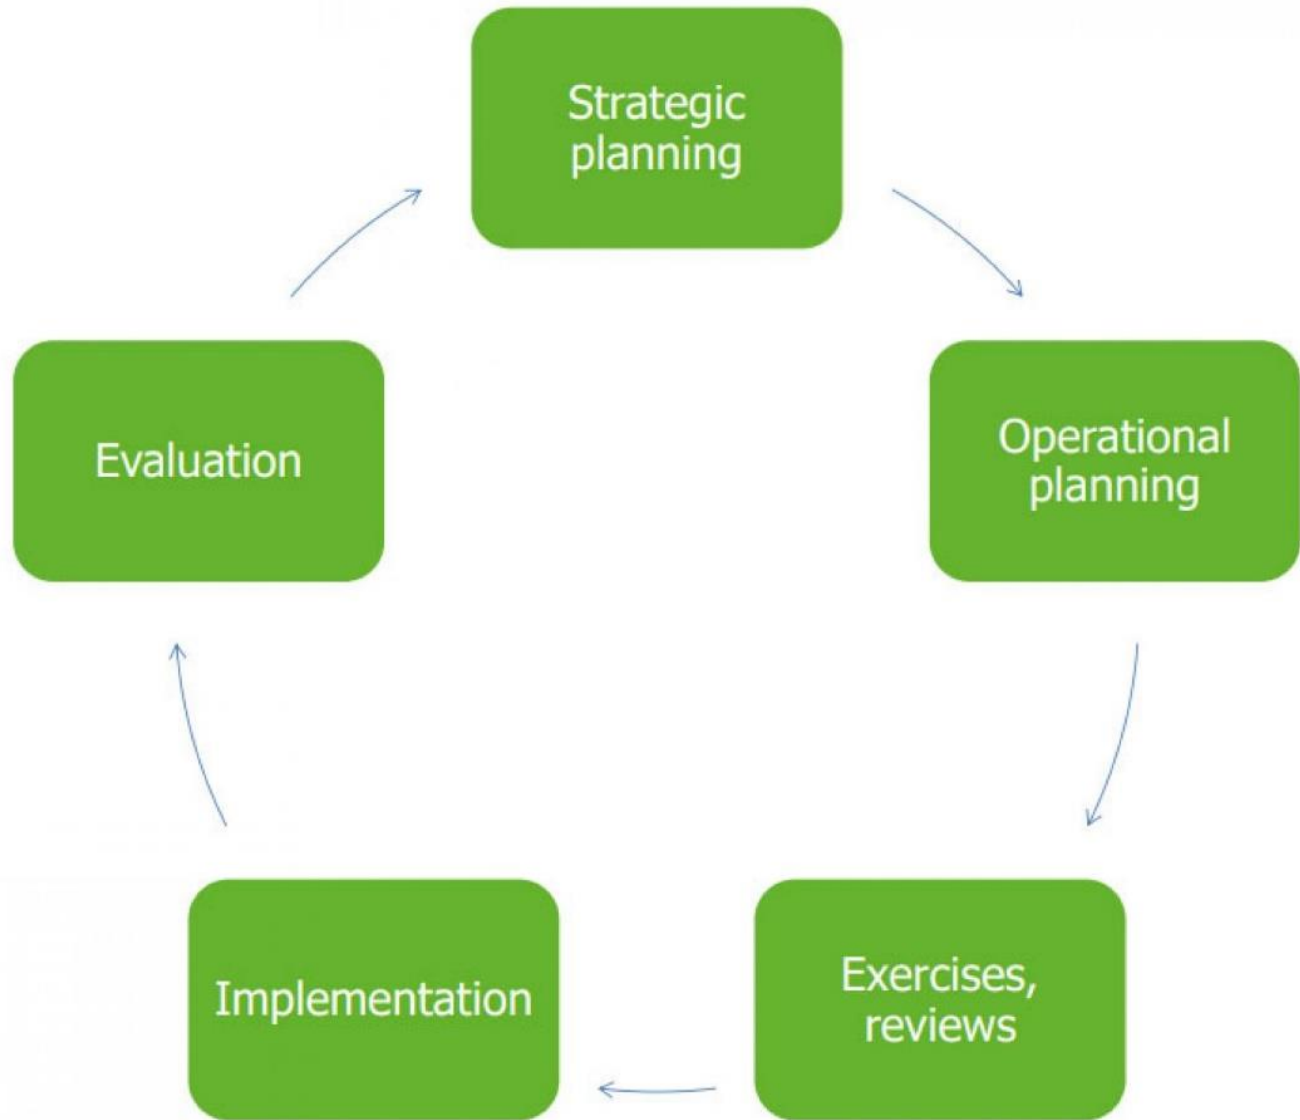 Strategic
planning
Operational
planning
Exercises,
reviews
Implementation
Evaluation